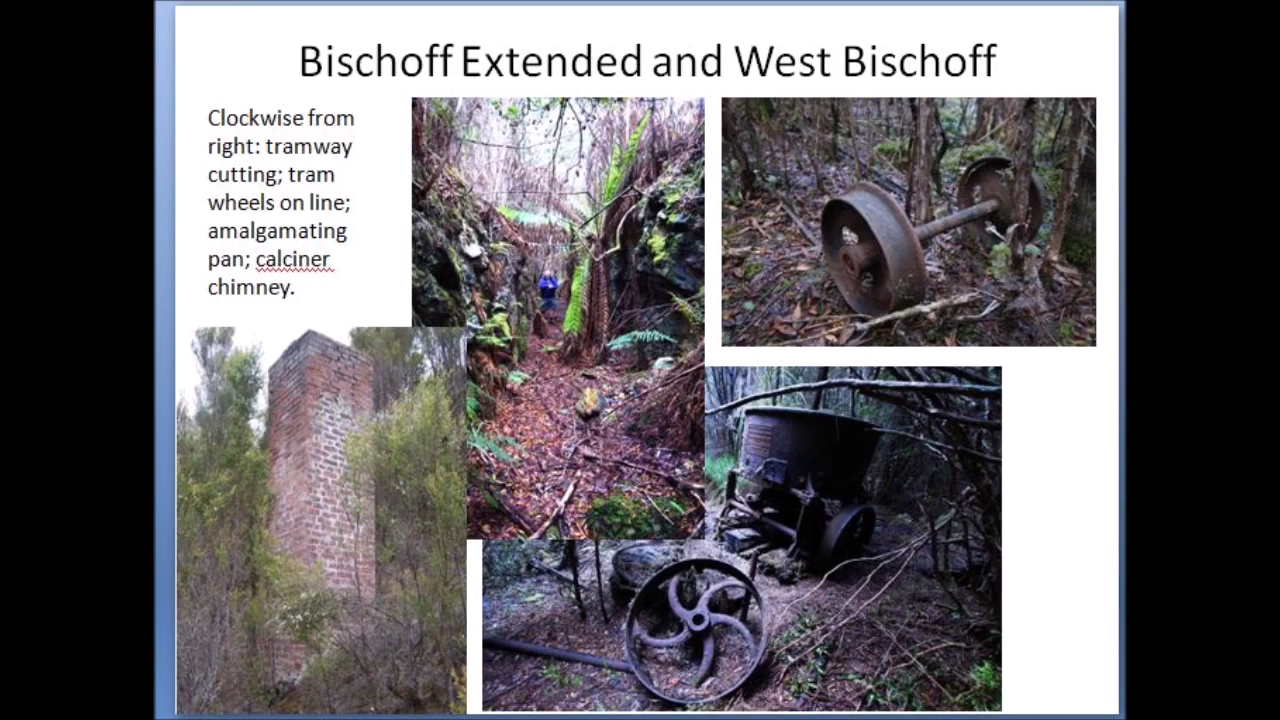 Bischoff Extended and West Bischoff
Clockwise from
right: tramway
cutting; tram
wheels on line;
amalgamating
pan; calciner
chimney.